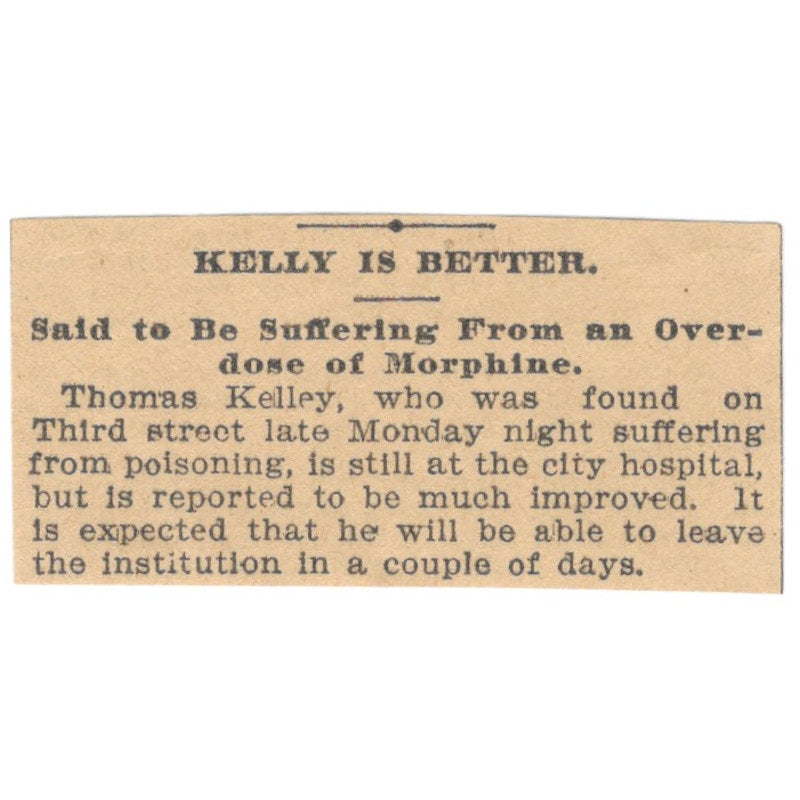 KELLY IS BETTER.
Said to Be Suffering From an Over-
dose of Morphine.
Thomas Kelley, who was found on
Third street late Monday night suffering
from poisoning, is still at the city hospital,
but is reported to be much improved. It
is expected that he will be able to leave
the institution in a couple of days.